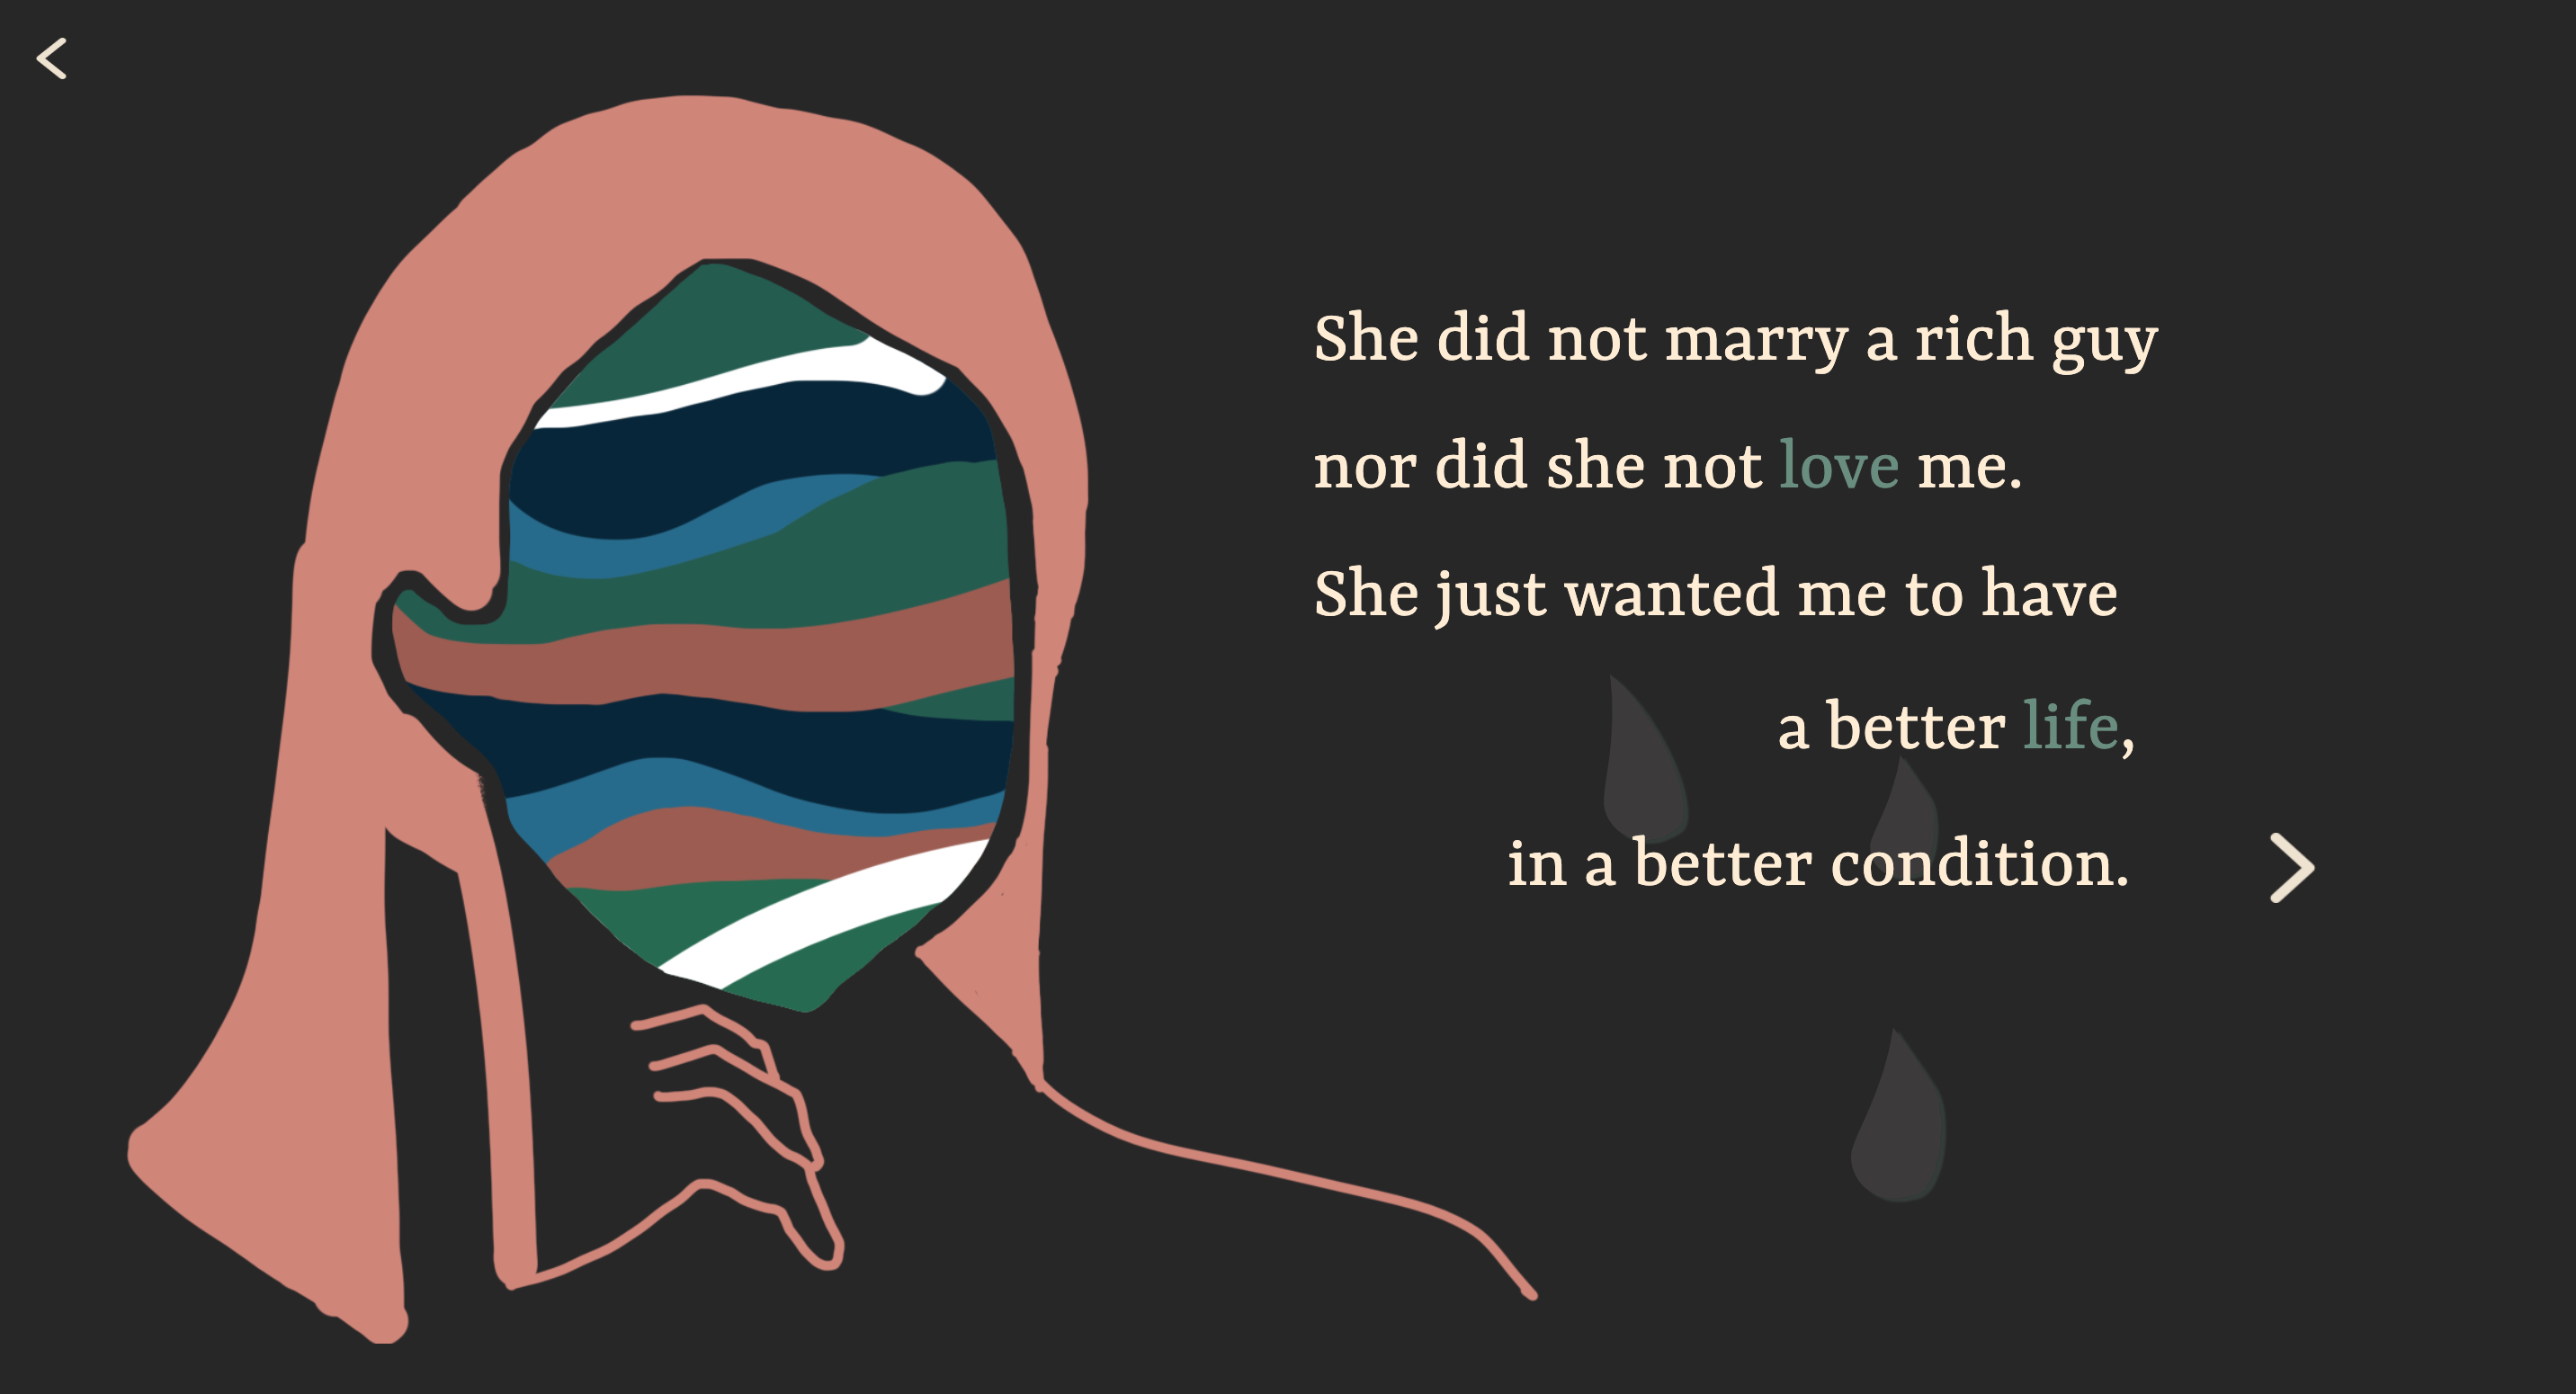 She did not marry a rich guy
nor did she not love me.
She just wanted me to have
a better life,
in a better condition.